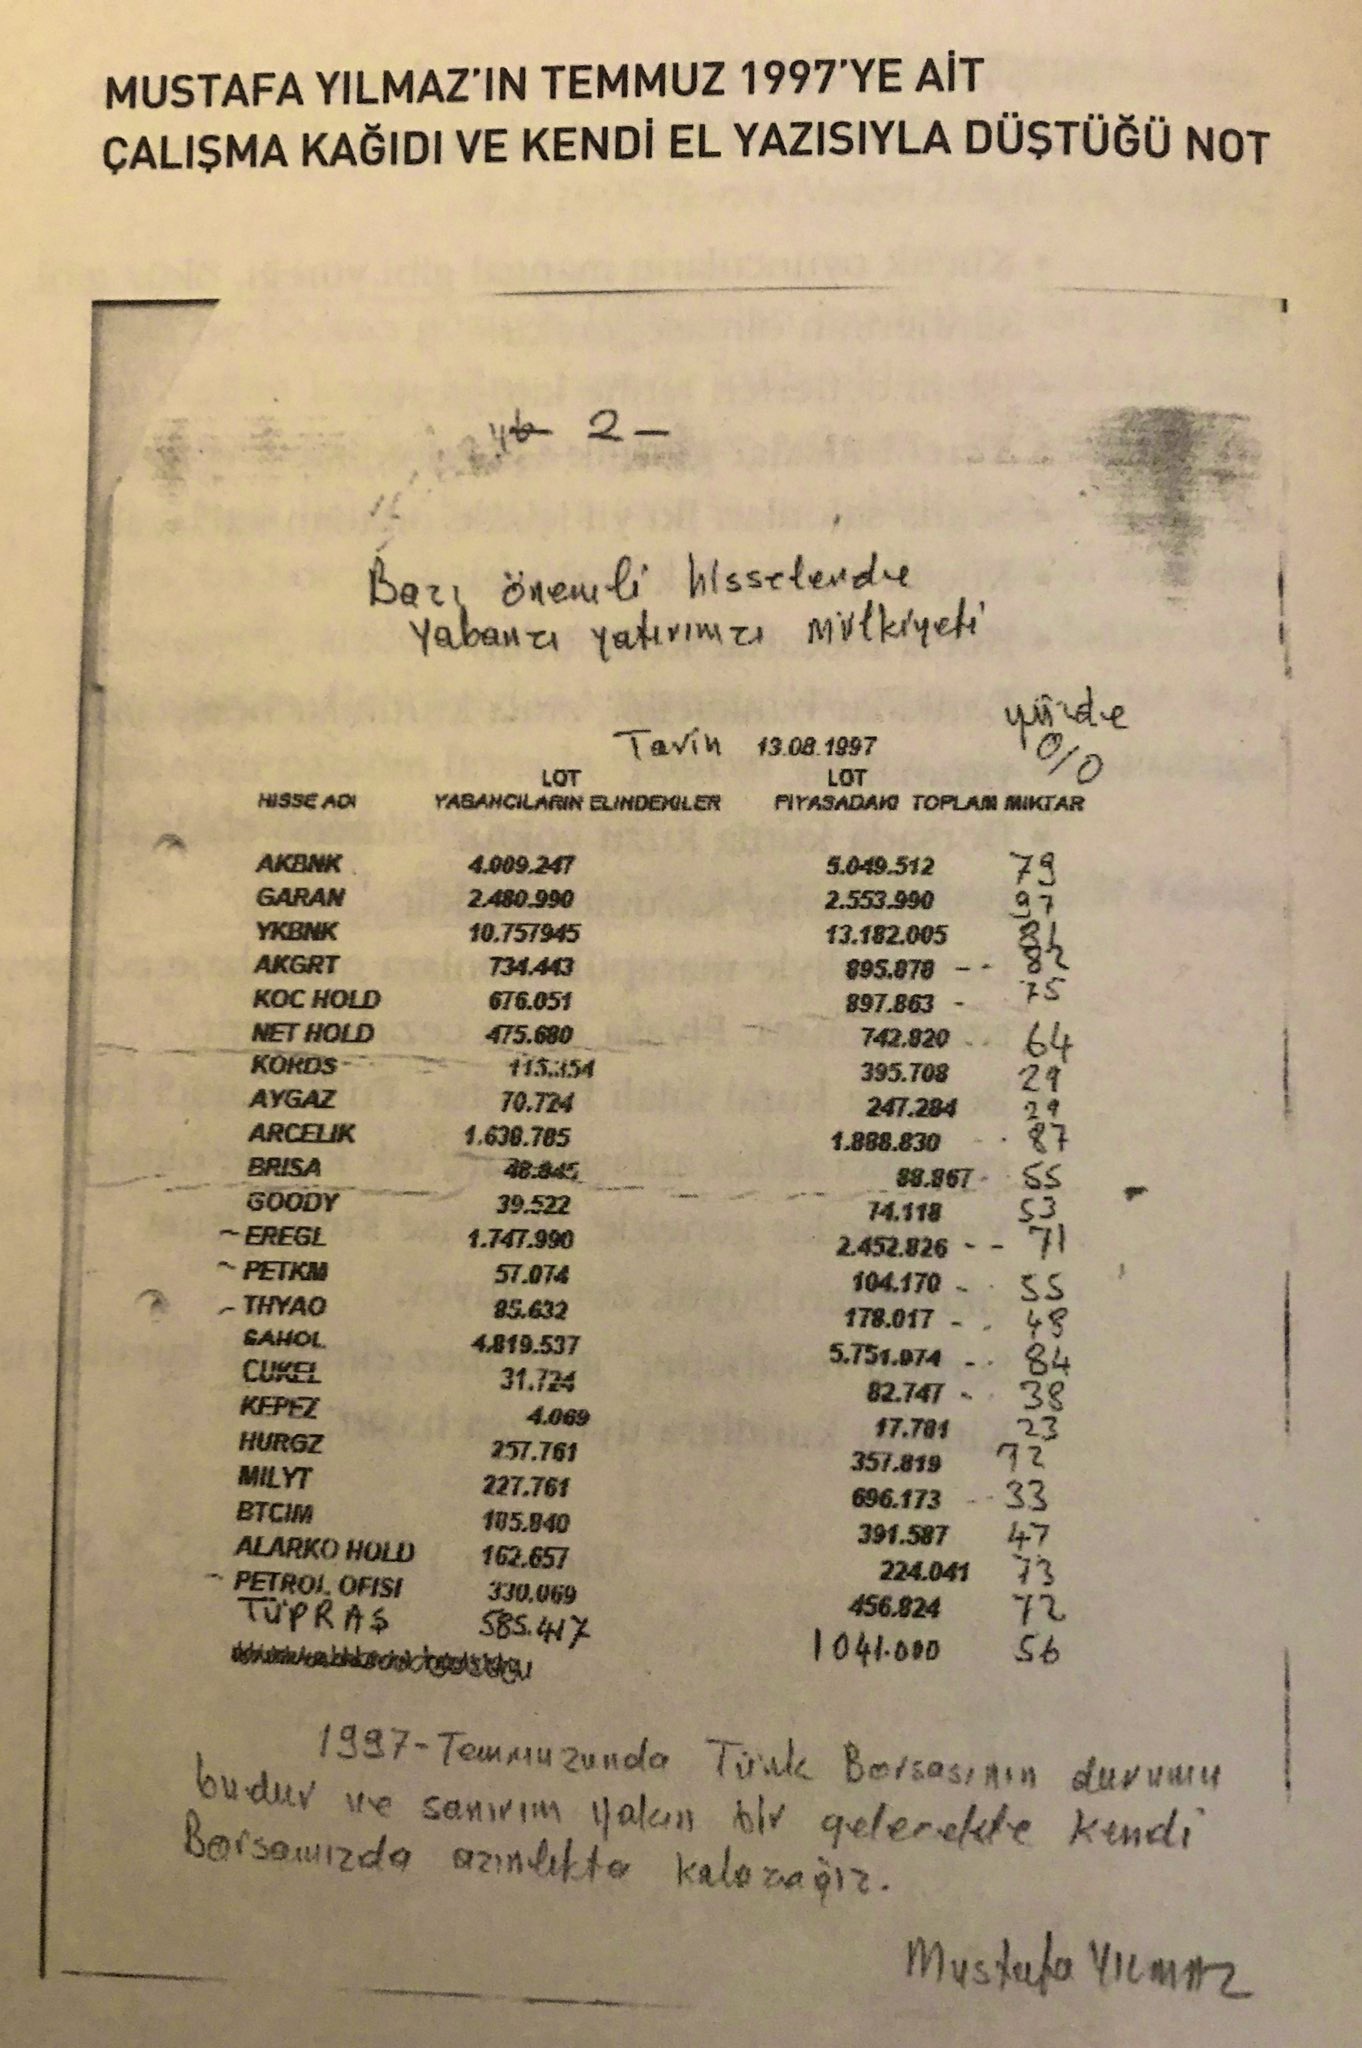 MUSTAFA YILMAZ'IN TEMMUZ 1997'YE AİT
ÇALIŞMA KAĞIDI VE KENDİ EL YAZISIYLA DÜŞTÜĞÜ NOT
2 —
Bazı önemli hisselerde
Yabancı yatırımcı mülkiyeti
yüzde
Tarih 13.08.1997 0/0
LOT LOT
HISSE ADI YABANCILARIN ELINDEKILER PIYASADAKI TOPLAM MIKTAR
AKBNK 4.009.247 5.049.512 79
GARAN 2.480.990 2.553.990 97
YKBNK 10.757945 13.182.005 81
AKGRT 734.443 895.878 -- 82
KOC HOLD 676.051 897.863 - 75
NET HOLD 475.680 742.820 64
KORDS 115.354 395.708 29
AYGAZ 70.724 247.284 29
ARCELIK 1.638.785 1.888.830 87
BRISA 48.845 88.867 55
GOODY 39.522 74.118 53
~ EREGL 1.747.990 2.452.826 -- 71
~ PETKM 57.074 104.170 - 55
~ THYAO 85.632 178.017 - 48
SAHOL 4.819.537 5.751.974 84
CUKEL 31.724 82.747 - 38
KEPEZ 4.069 17.781 23
HURGZ 257.761 357.819 72
MILYT 227.761 696.173 33
BTCIM 185.840 391.587 47
ALARKO HOLD 162.657 224.041 73
~ PETROL OFISI 330.069 456.824 72
TÜPRAŞ 585.417 1041.000 56
1997-Temmuzunda Türk Borsasının durumu
budur ve sanırım yakın bir gelecekte kendi
Borsamızda azınlıkta kalacağız.
Mustafa YILMAZ